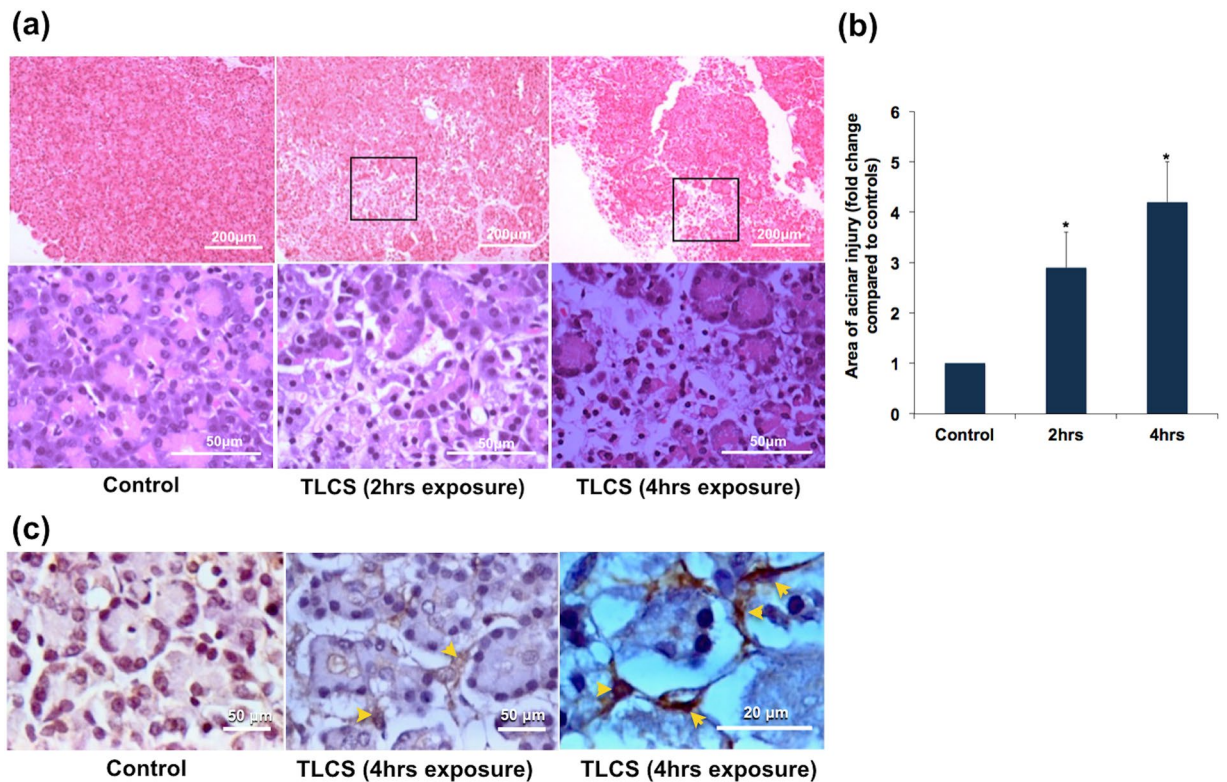 (a)
200µm
200µm
200µm
50µm
50µm
50µm
Control
TLCS (2hrs exposure)
TLCS (4hrs exposure)
(b)
Area of acinar injury (fold change
compared to controls)
6
5
4
3
2
1
0
*
*
Control
2hrs
4hrs
(c)
50 µm
50 µm
20 µm
Control
TLCS (4hrs exposure)
TLCS (4hrs exposure)